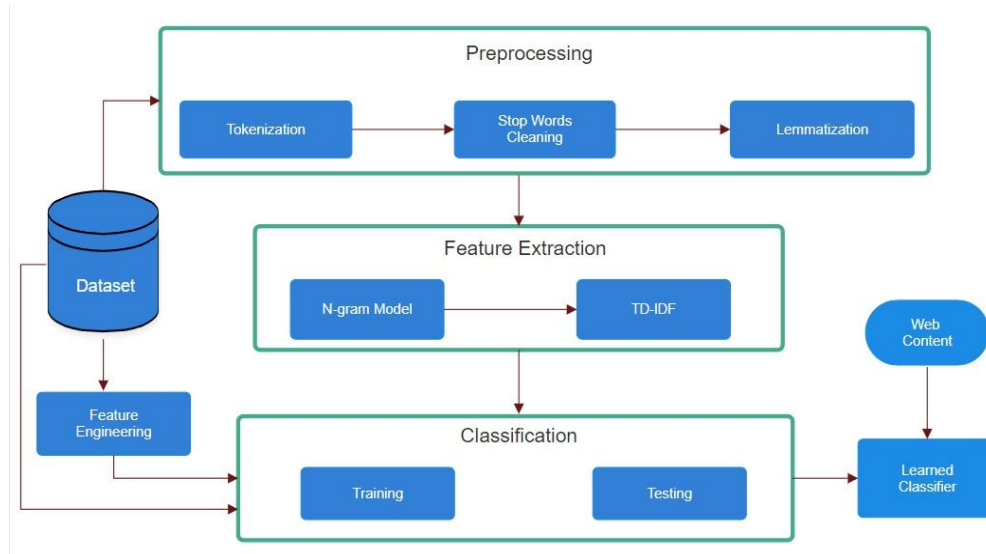 Preprocessing
Tokenization
Stop Words
Cleaning
Lemmatization
Dataset
Feature Extraction
N-gram Model
TD-IDF
Web
Content
Feature
Engineering
Classification
Training
Testing
Learned
Classifier